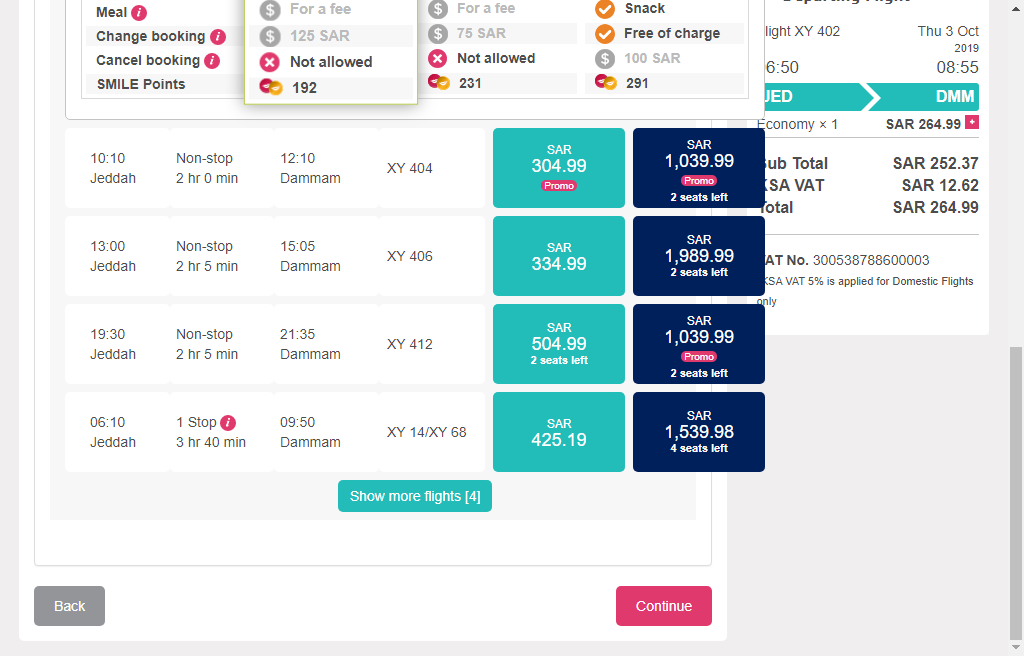 Meal
Change booking
Cancel booking
SMILE Points
For a fee
125 SAR
Not allowed
192
For a fee
75 SAR
Not allowed
231
Snack
Free of charge
100 SAR
291
10:10
Jeddah
Non-stop
2 hr 0 min
12:10
Dammam
XY 404
SAR
304.99
Promo
SAR
1,039.99
Promo
2 seats left
13:00
Jeddah
Non-stop
2 hr 5 min
15:05
Dammam
XY 406
SAR
334.99
SAR
1,989.99
2 seats left
19:30
Jeddah
Non-stop
2 hr 5 min
21:35
Dammam
XY 412
SAR
504.99
2 seats left
SAR
1,039.99
Promo
2 seats left
06:10
Jeddah
1 Stop
3 hr 40 min
09:50
Dammam
XY 14/XY 68
SAR
425.19
SAR
1,539.98
4 seats left
Show more flights [4]
Back
Continue
light XY 402
Thu 3 Oct
2019
6:50
08:55
JED
DMM
Economy × 1
SAR 264.99
Sub Total
SAR 252.37
KSA VAT
SAR 12.62
Total
SAR 264.99
VAT No. 300538788600003
KSA VAT 5% is applied for Domestic Flights
only